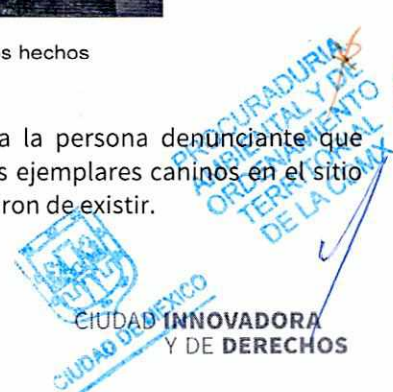 s hechos
a la persona denunciante que
s ejemplares caninos en el sitio
ron de existir.
PROCURADURIA
AMBIENTAL Y DE
ORDENAMIENTO
TERRITORIAL
DE LA CDMX
CIUDAD DE MEXICO
CIUDAD INNOVADORA
Y DE DERECHOS